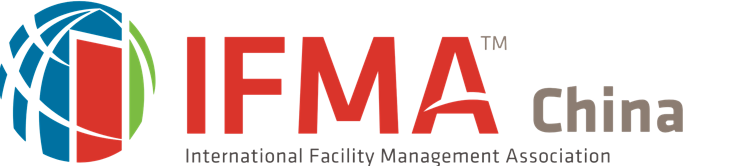 IFMA™ China
International Facility Management Association